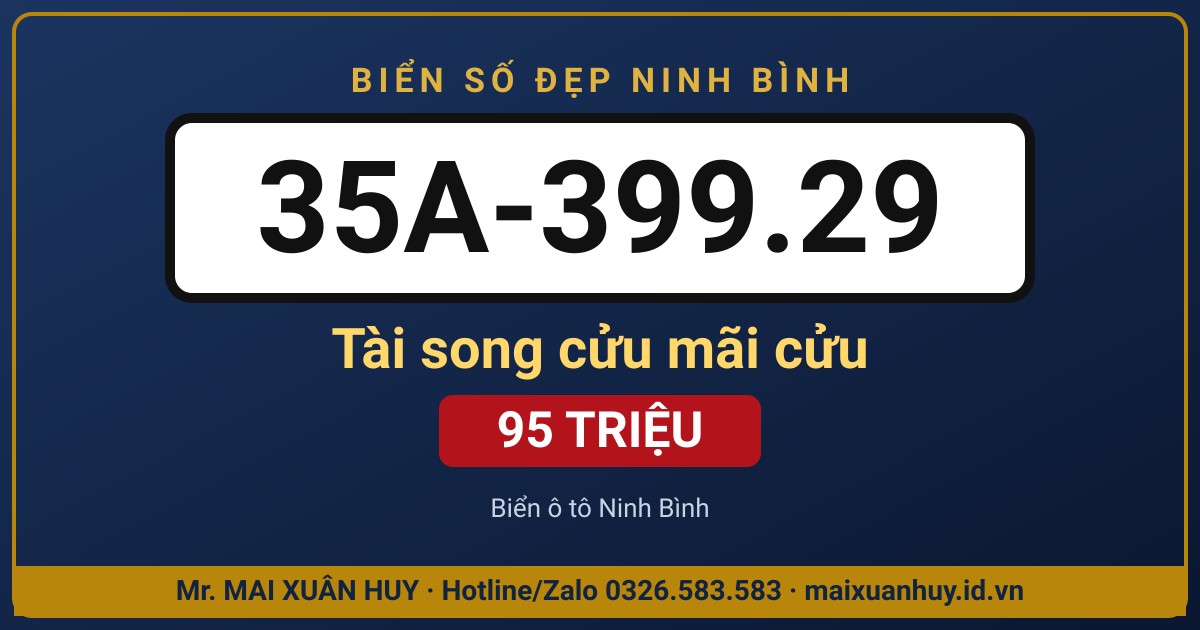 BIỂN SỐ ĐẸP NINH BÌNH
35A-399.29
Tài song cửu mãi cửu
95 TRIỆU
Biển ô tô Ninh Bình
Mr. MAI XUÂN HUY · Hotline/Zalo 0326.583.583 · maixuanhuy.id.vn